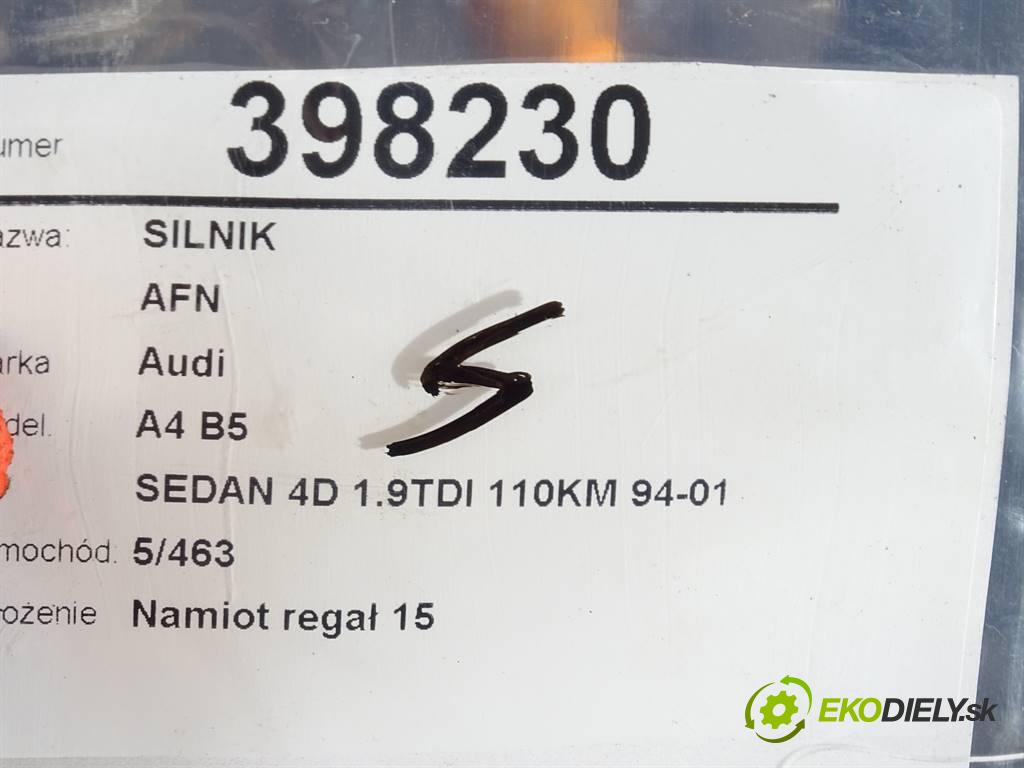 umer 398230
azwa: SILNIK
AFN
arka Audi
del. A4 B5
SEDAN 4D 1.9TDI 110KM 94-01
mochód: 5/463
ożenie Namiot regał 15
S
EKODIELY.sk